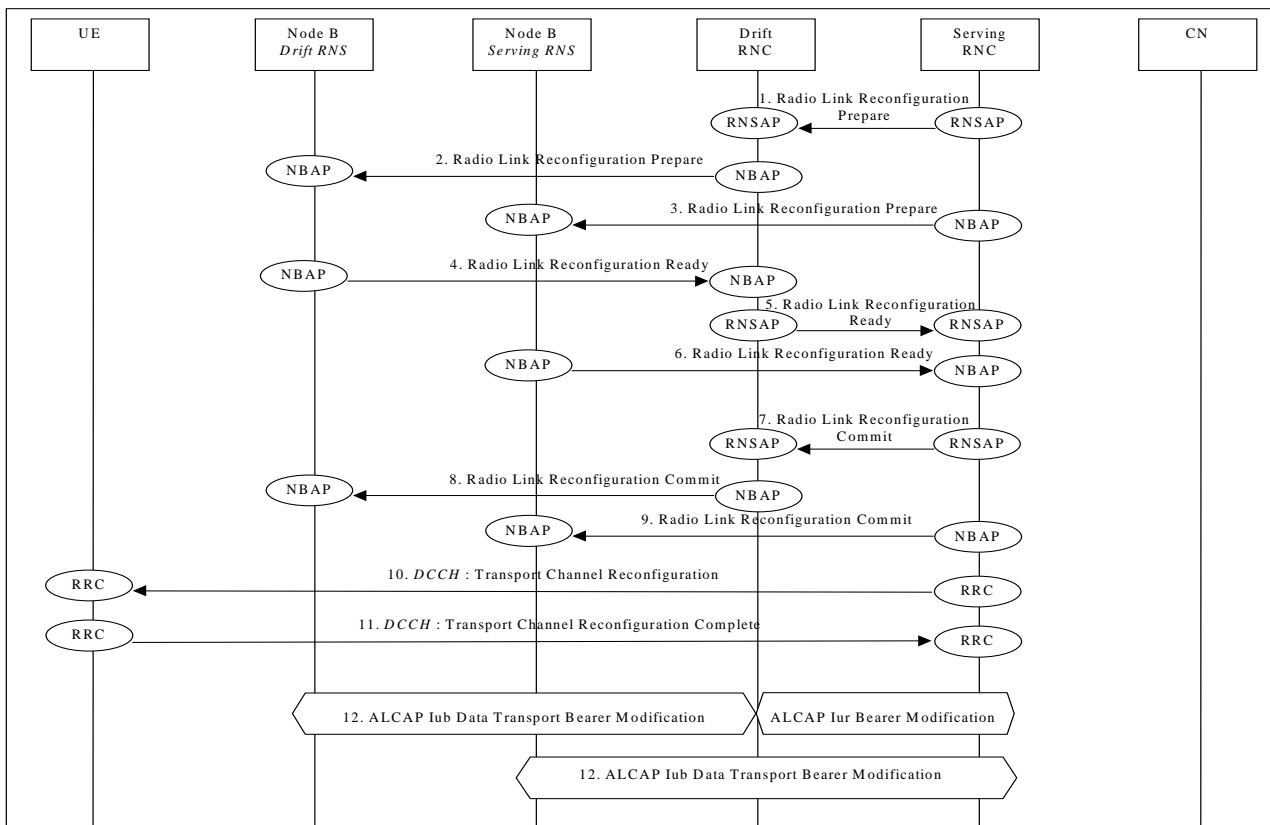 UE
Node B
Drift RNS
Node B
Serving RNS
Drift
RNC
Serving
RNC
CN
1. Radio Link Reconfiguration
Prepare
RNSAP
RNSAP
2. Radio Link Reconfiguration Prepare
NBAP
NBAP
3. Radio Link Reconfiguration Prepare
NBAP
NBAP
4. Radio Link Reconfiguration Ready
NBAP
NBAP
5. Radio Link Reconfiguration
Ready
RNSAP
RNSAP
6. Radio Link Reconfiguration Ready
NBAP
NBAP
7. Radio Link Reconfiguration
Commit
RNSAP
RNSAP
8. Radio Link Reconfiguration Commit
NBAP
NBAP
9. Radio Link Reconfiguration Commit
NBAP
NBAP
10. DCCH : Transport Channel Reconfiguration
RRC
RRC
11. DCCH : Transport Channel Reconfiguration Complete
RRC
RRC
12. ALCAP Iub Data Transport Bearer Modification
ALCAP Iur Bearer Modification
12. ALCAP Iub Data Transport Bearer Modification